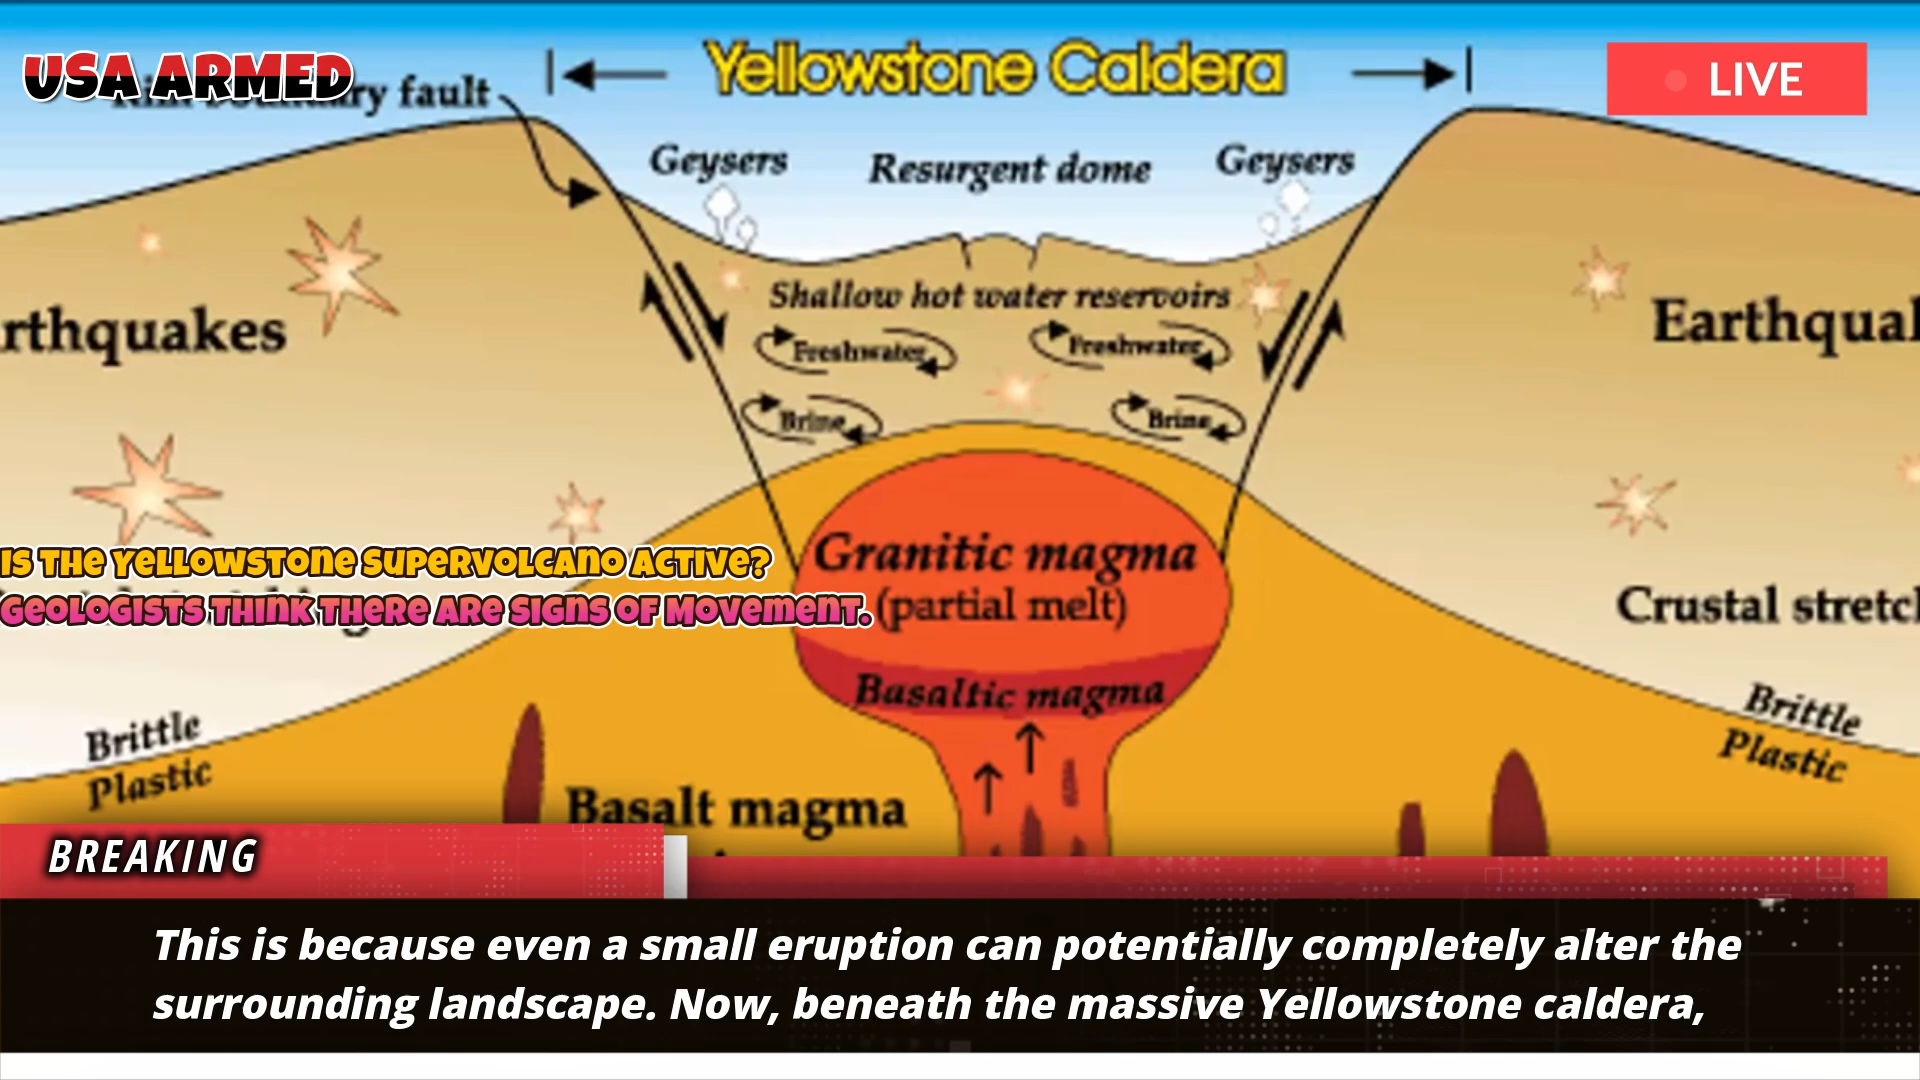 USA ARMED
fault
Yellowstone Caldera
LIVE
Geysers
Resurgent dome
Geysers
Shallow hot water reservoirs
Freshwater
Freshwater
Brine
Brine
rthquakes
Earthqual
IS THE YELLOWSTONE SUPERVOLCANO ACTIVE?
GEOLOGISTS THINK THERE ARE SIGNS OF MOVEMENT.
Granitic magma
(partial melt)
Crustal stretcl
Basaltic magma
Brittle
Plastic
Brittle
Plastic
Basalt magma
BREAKING
This is because even a small eruption can potentially completely alter the
surrounding landscape. Now, beneath the massive Yellowstone caldera,